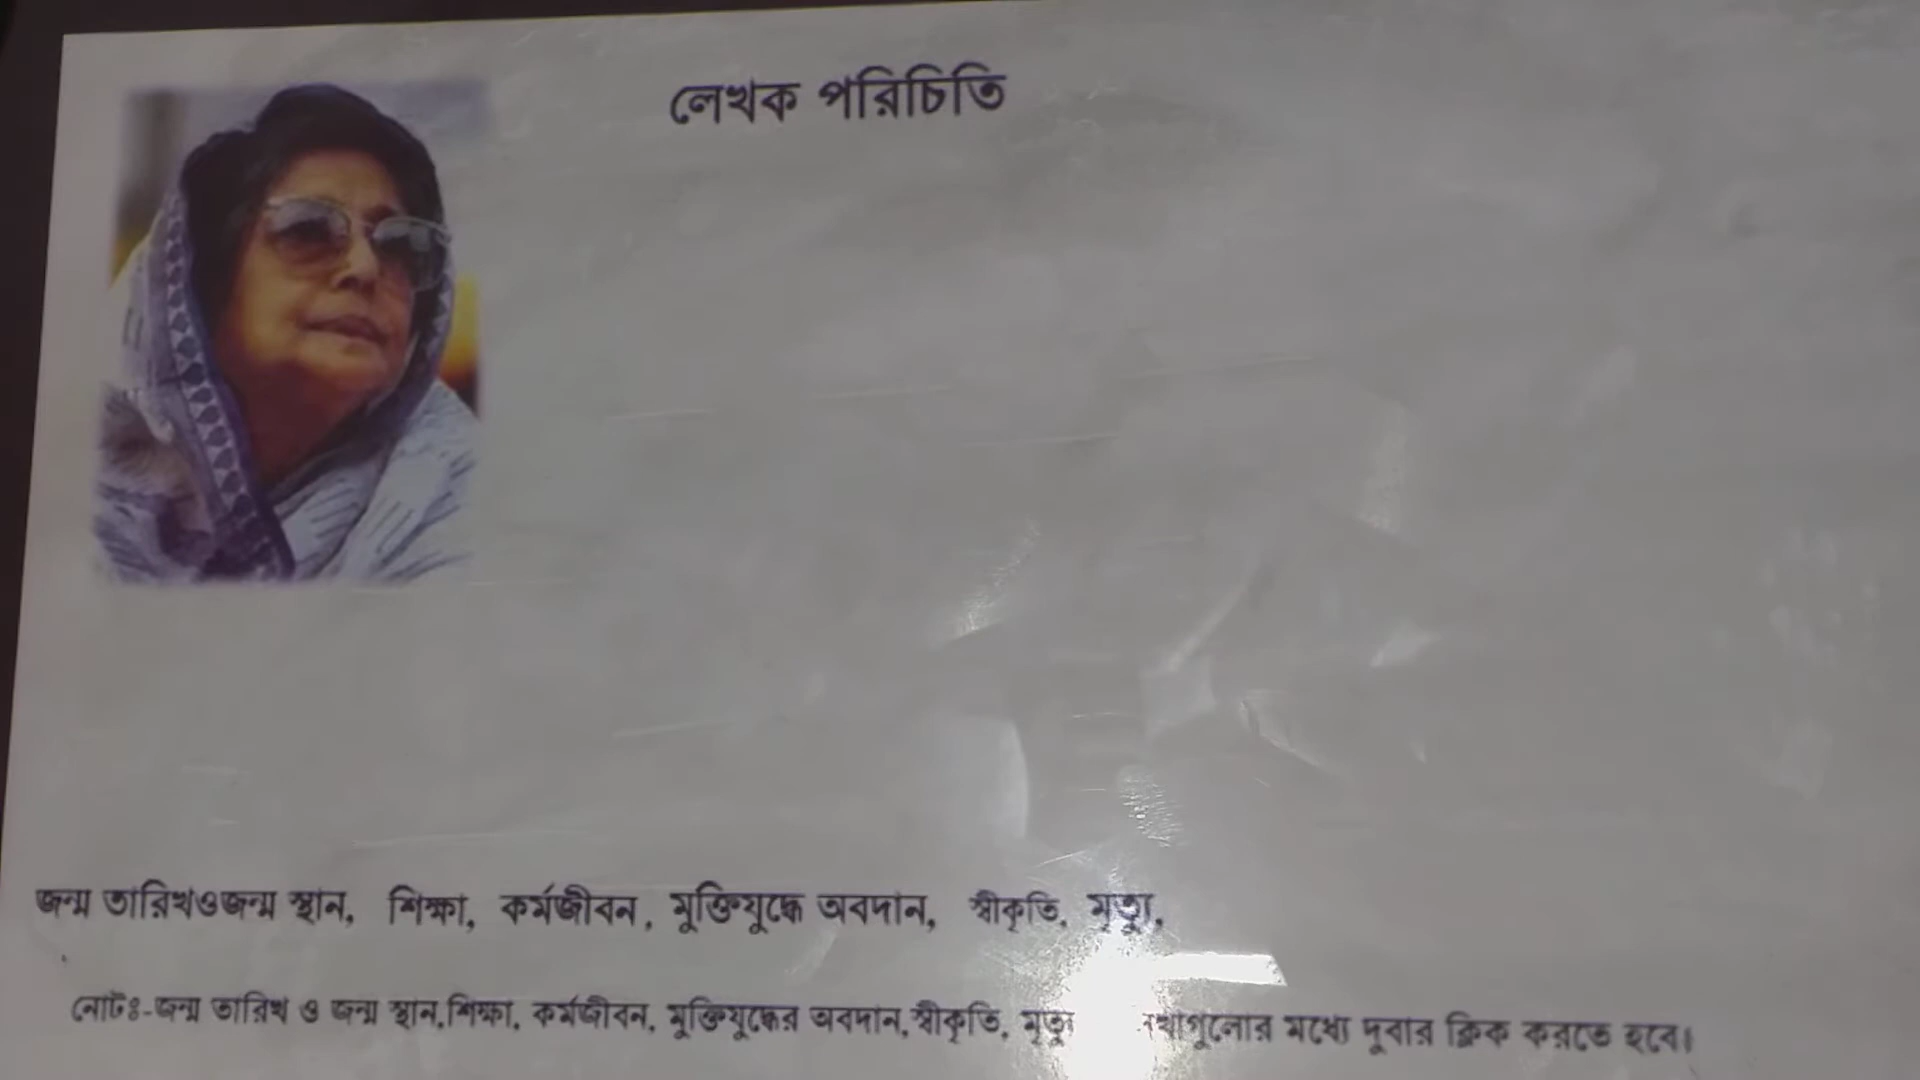 লেখক পরিচিতি
জন্ম তারিখওজন্ম স্থান, শিক্ষা, কর্মজীবন, মুক্তিযুদ্ধে অবদান, স্বীকৃতি, মৃত্যু,
নোটঃ-জন্ম তারিখ ও জন্ম স্থান,শিক্ষা, কর্মজীবন, মুক্তিযুদ্ধের অবদান,স্বীকৃতি, মৃত্যু মধ্যে দুবার ক্লিক করতে হবে।